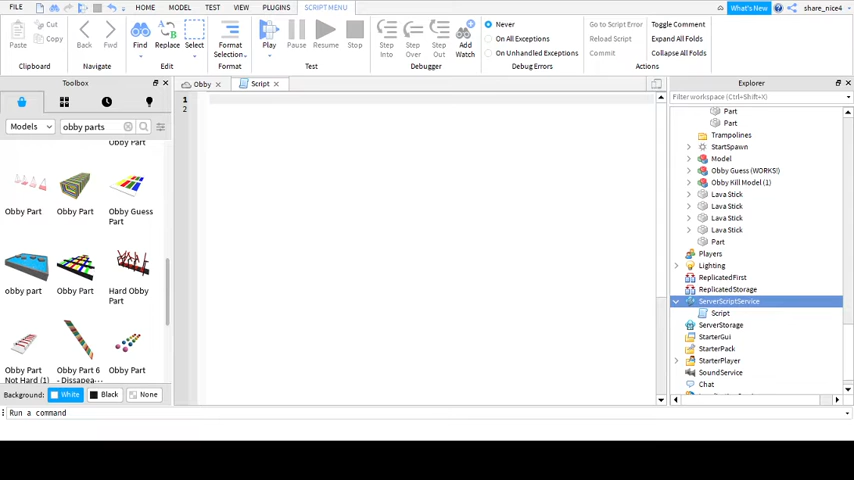 FILE HOME MODEL TEST VIEW PLUGINS SCRIPT MENU What's New share_nice4
Paste Cut Copy Back Fwd Find Replace Select Format Selection Play Pause Resume Stop Step Into Step Over Step Out Add Watch Never On All Exceptions On Unhandled Exceptions Go to Script Error Reload Script Commit Toggle Comment Expand All Folds Collapse All Folds
Clipboard Navigate Edit Format Test Debugger Debug Errors Actions
Toolbox
Obby
Script
Explorer
Filter workspace (Ctrl+Shift+X)
Models
obby parts
Obby Part
Obby Part
Obby Part
Obby Guess Part
obby part
Obby Part
Hard Obby Part
Obby Part Not Hard (1)
Obby Part 6 - Dissapea...
Obby Part
Background: White Black None
Run a command
1
2
Part
Part
Trampolines
StartSpawn
Model
Obby Guess (WORKS!)
Obby Kill Model (1)
Lava Stick
Lava Stick
Lava Stick
Lava Stick
Part
Players
Lighting
ReplicatedFirst
ReplicatedStorage
ServerScriptService
Script
ServerStorage
StarterGui
StarterPack
StarterPlayer
SoundService
Chat